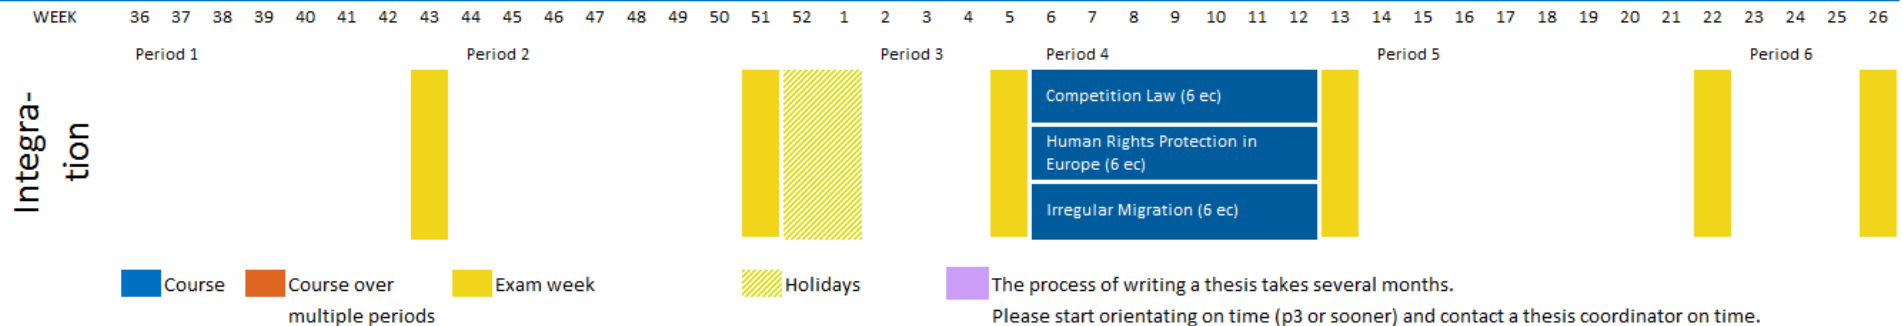 WEEK 36 37 38 39 40 41 42 43 44 45 46 47 48 49 50 51 52 1 2 3 4 5 6 7 8 9 10 11 12 13 14 15 16 17 18 19 20 21 22 23 24 25 26
Period 1 Period 2 Period 3 Period 4 Period 5 Period 6
Integra-
tion
Competition Law (6 ec)
Human Rights Protection in
Europe (6 ec)
Irregular Migration (6 ec)
Course
Course over
multiple periods
Exam week
Holidays
The process of writing a thesis takes several months.
Please start orientating on time (p3 or sooner) and contact a thesis coordinator on time.